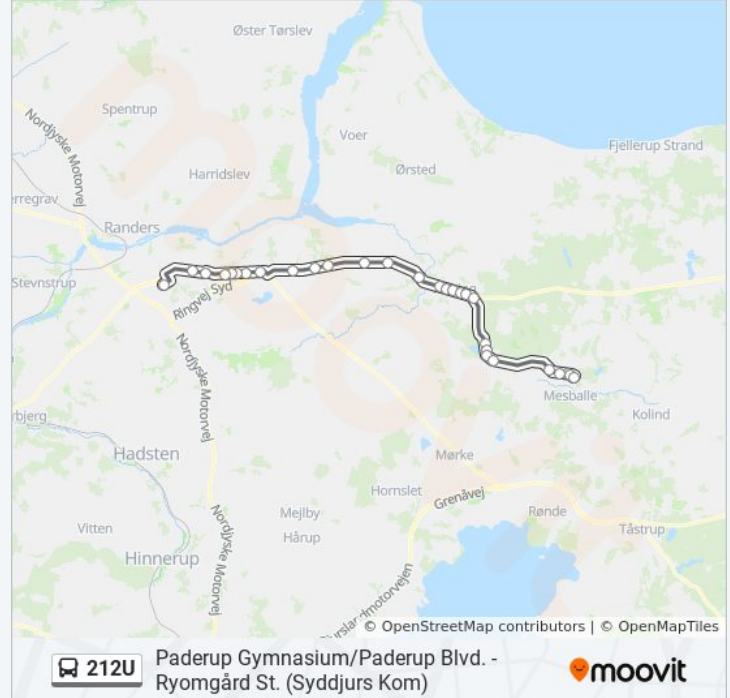 Øster Tørslev
Spentrup
Nordjyske Motorvej
Voer
Fjellerup Strand
Ørsted
Harridslev
erregrav
Randers
Stevnstrup
Ringvej Syd
Nordjyske Motorvej
Mesballe
Kolind
rbjerg
Hadsten
Mørke
Hornslet
Grenåvej
Nordjyske Motorvej
Mejlby
Rønde
Vitten
Hårup
Tåstrup
Hinnerup
Djurslandmotorvejen
© OpenStreetMap contributors | © OpenMapTiles
212U
Paderup Gymnasium/Paderup Blvd. -
Ryomgård St. (Syddjurs Kom)
moovit